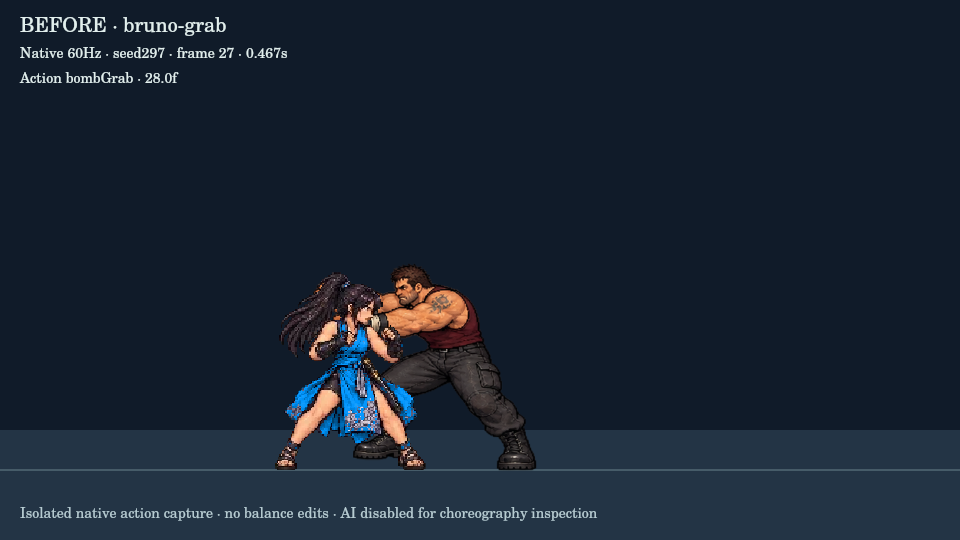 BEFORE · bruno-grab
Native 60Hz · seed297 · frame 27 · 0.467s
Action bombGrab · 28.0f
Isolated native action capture · no balance edits · AI disabled for choreography inspection